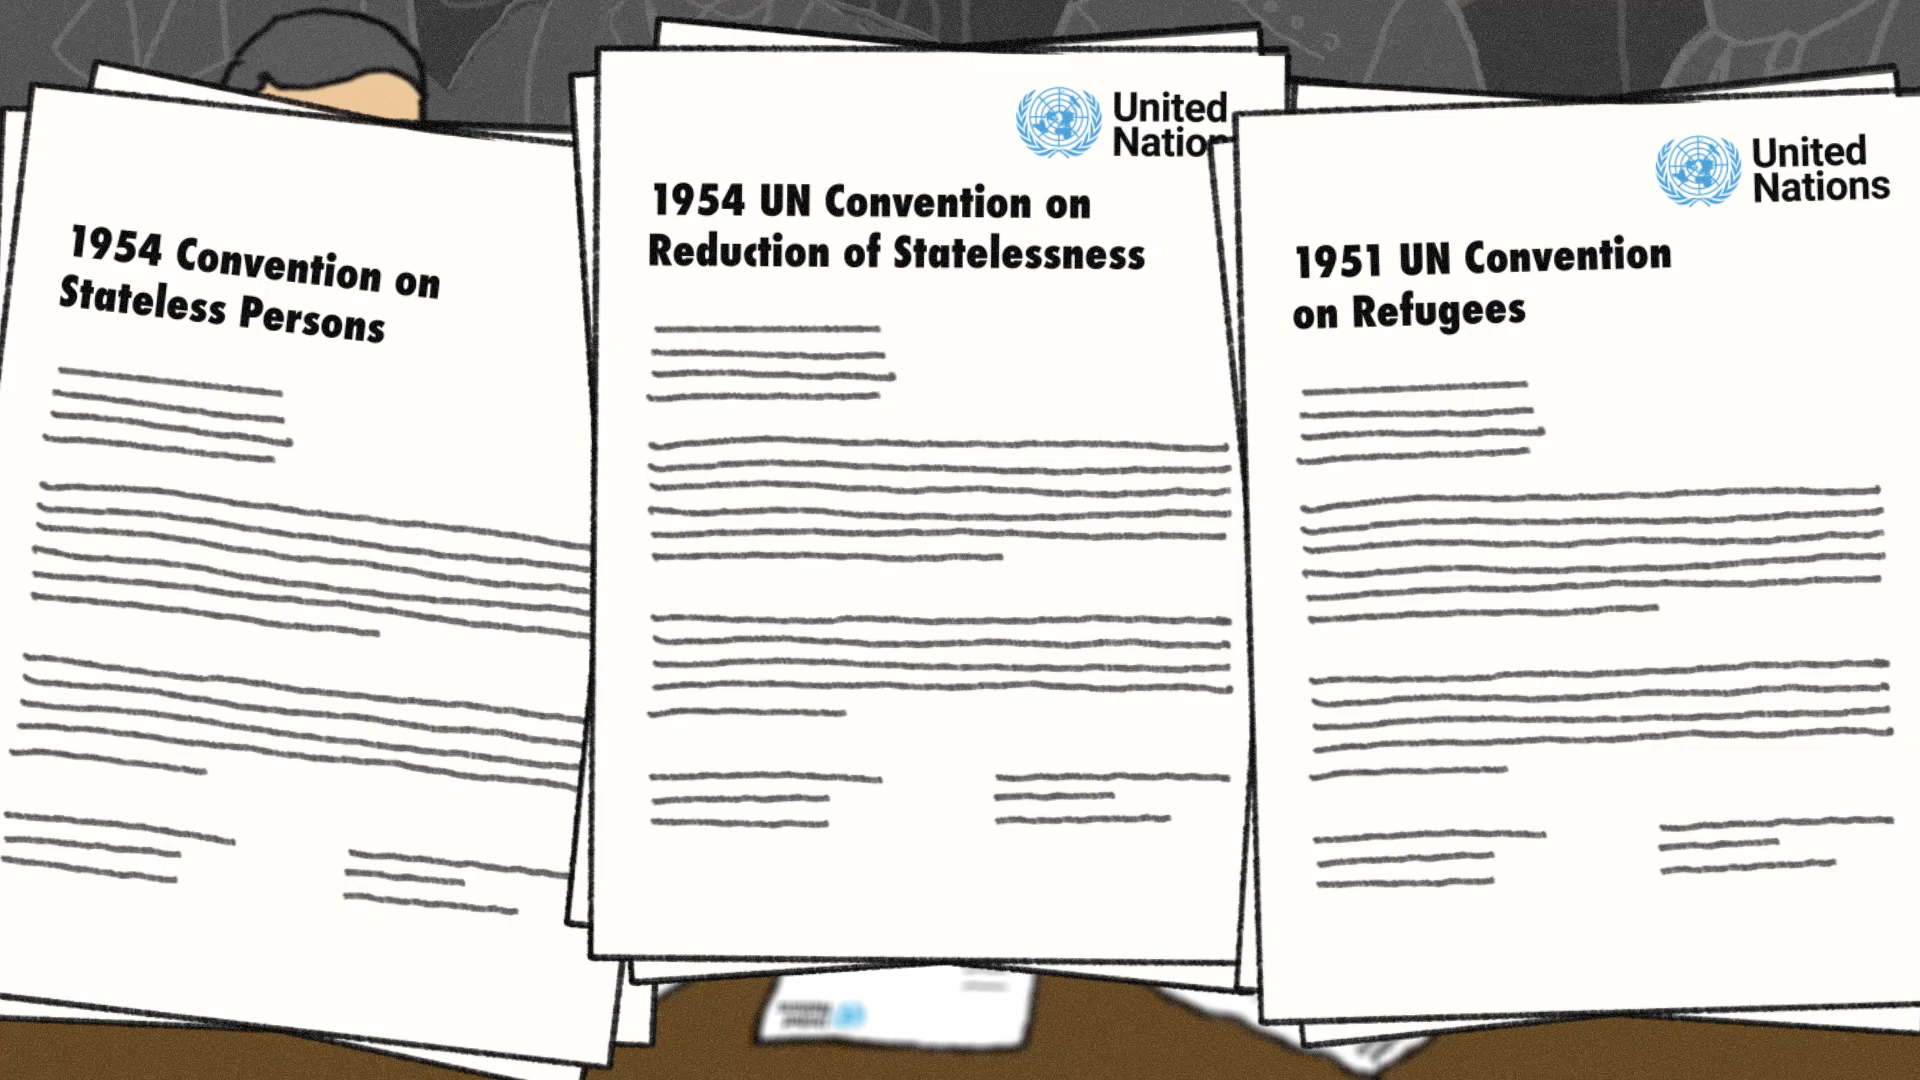 1954 Convention on
Stateless Persons
United
Nation
1954 UN Convention on
Reduction of Statelessness
United
Nations
1951 UN Convention
on Refugees